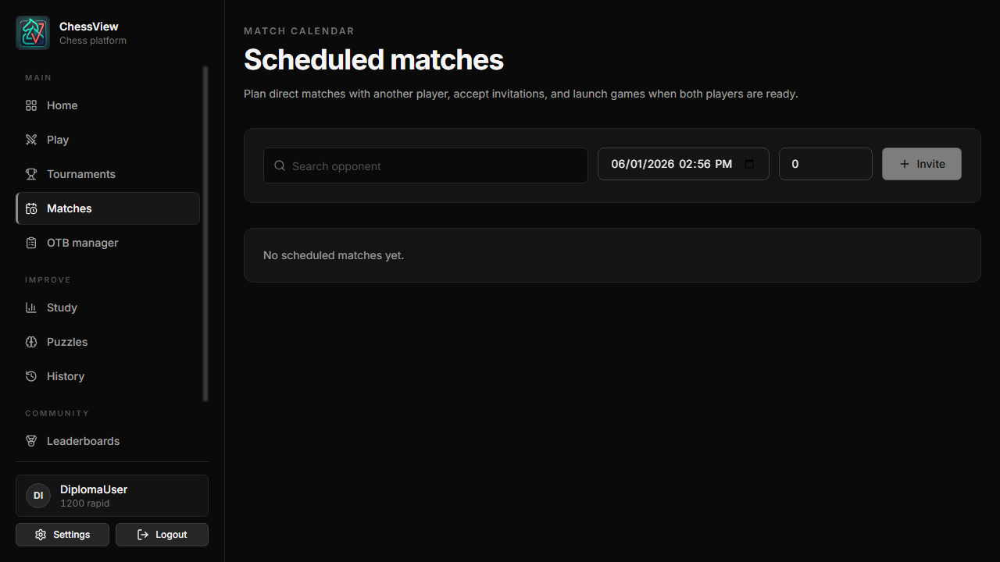 ChessView
Chess platform
MAIN
Home
Play
Tournaments
Matches
OTB manager
IMPROVE
Study
Puzzles
History
COMMUNITY
Leaderboards
DI
DiplomaUser
1200 rapid
Settings
Logout
MATCH CALENDAR
Scheduled matches
Plan direct matches with another player, accept invitations, and launch games when both players are ready.
Search opponent
06/01/2026 02:56 PM
0
Invite
No scheduled matches yet.